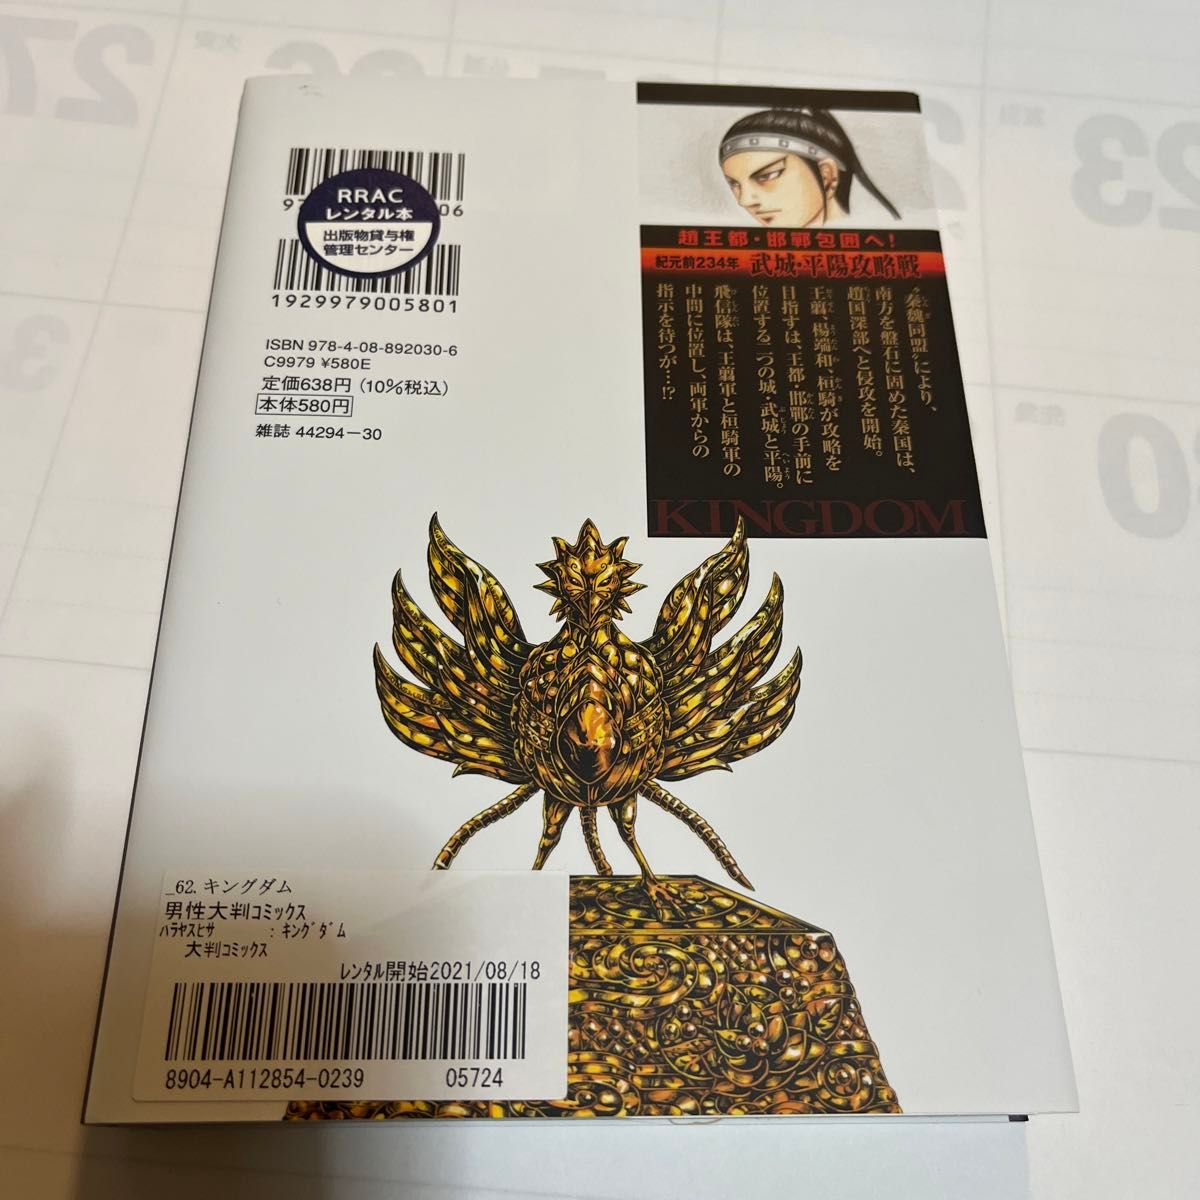 RRAC
レンタル本
出版物貸与権
管理センター
1929979005801
ISBN 978-4-08-892030-6
C9979 ¥580E
定価638円（10％税込）
本体580円
雑誌 44294-30
趙王都・邯鄲包囲へ！
紀元前234年 武城・平陽攻略戦
“秦魏同盟”により、
南方を盤石に固めた秦国は、
趙国深部へと侵攻を開始。
王翦、楊端和、桓騎が攻略を
目指すは、王都・邯鄲の手前に
位置する二つの城・武城と平陽。
飛信隊は、王翦軍と桓騎軍の
中間に位置し、両軍からの
指示を待つが…!?
KINGDOM
_62.キングダム
男性大判コミックス
ﾊﾗﾔｽﾋｻ : ｷﾝｸﾞﾀﾞﾑ
大判ｺﾐｯｸｽ
ﾚﾝﾀﾙ開始2021/08/18
8904-A112854-0239 05724
27
23